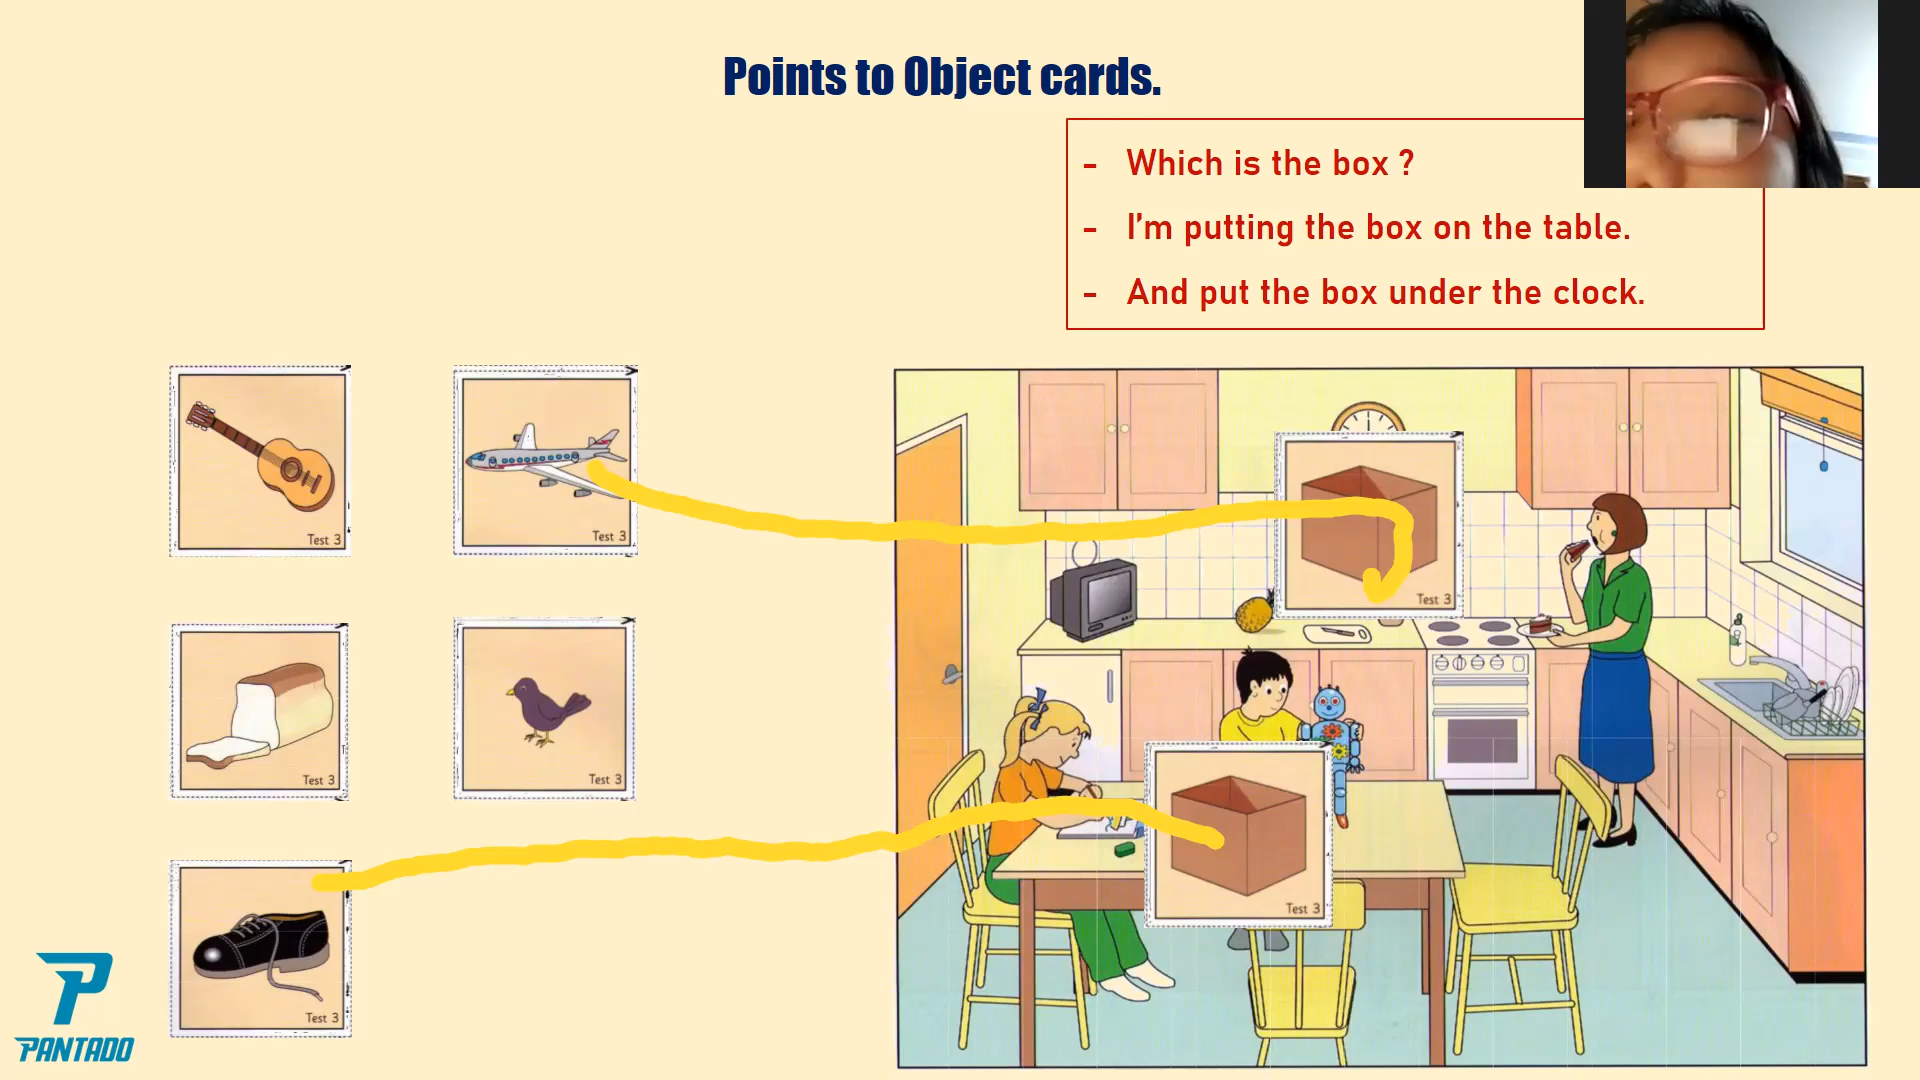 Points to Object cards.
- Which is the box ?
- I'm putting the box on the table.
- And put the box under the clock.
Test 3
Test 3
Test 3
Test 3
Test 3
Test 3
Test 3
PANTADO